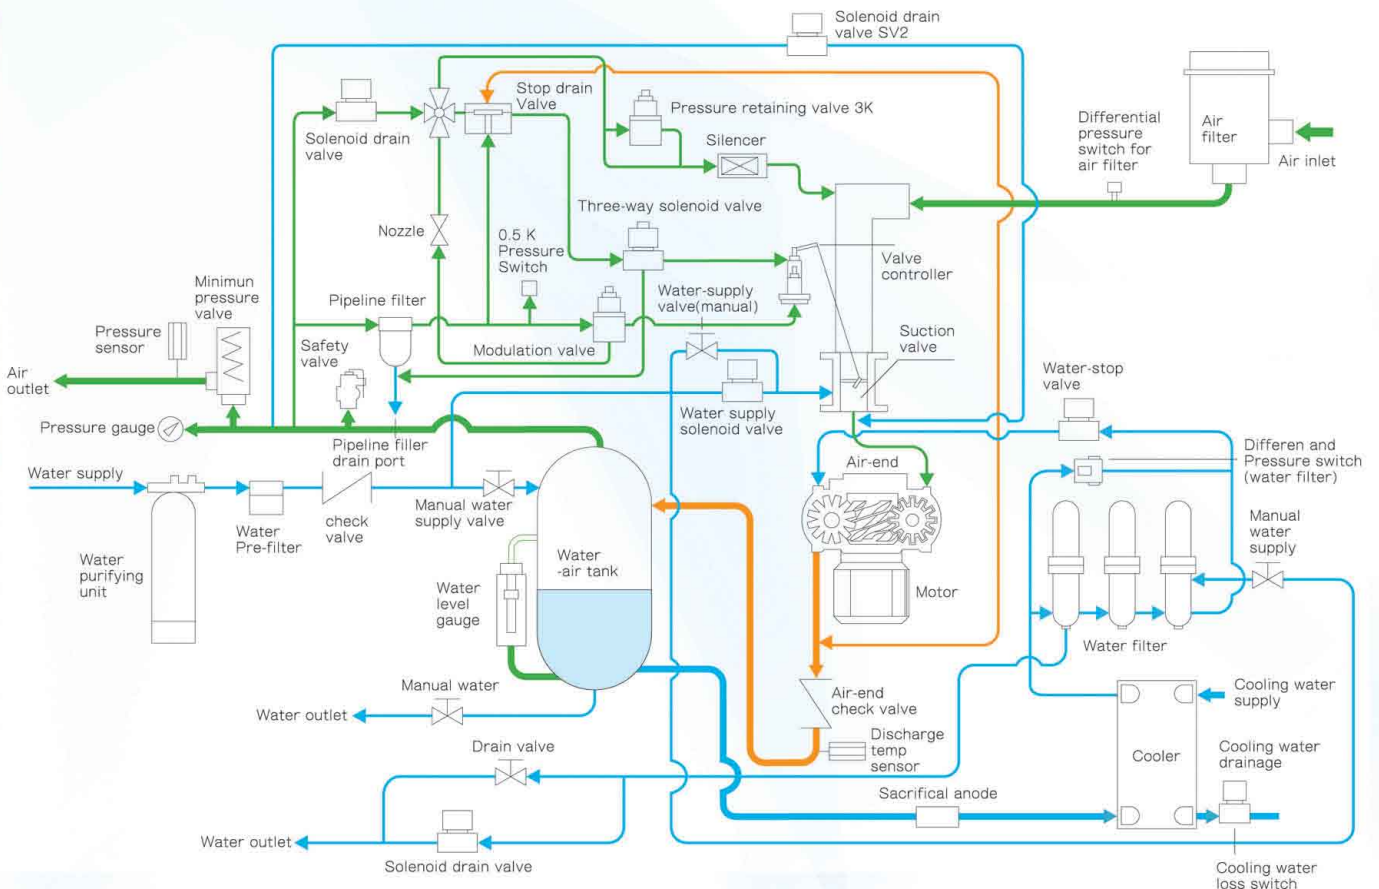 Solenoid drain
valve SV2
Stop drain
Valve
Pressure retaining valve 3K
Solenoid drain
valve
Silencer
Differential
pressure
switch for
air filter
Air
filter
Air inlet
Three-way solenoid valve
Nozzle
0.5 K
Pressure
Switch
Valve
controller
Minimun
pressure
valve
Pipeline filter
Water-supply
valve(manual)
Pressure
sensor
Safety
valve
Modulation valve
Suction
valve
Air
outlet
Water-stop
valve
Pressure gauge
Water supply
solenoid valve
Pipeline filler
drain port
Differen and
Pressure switch
(water filter)
Water supply
Air-end
Manual water
supply valve
Water
Pre-filter
check
valve
Manual
water
supply
Water
purifying
unit
Water
-air tank
Water
level
gauge
Motor
Water filter
Manual water
Water outlet
Air-end
check valve
Cooling water
supply
Discharge
temp
sensor
Drain valve
Cooler
Cooling water
drainage
Sacrifical anode
Water outlet
Solenoid drain valve
Cooling water
loss switch